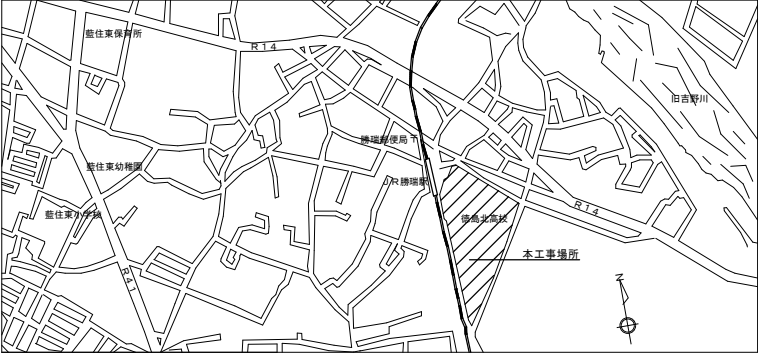 藍住東保育所
R14
旧吉野川
勝瑞郵便局〒
藍住東幼稚園
JR勝瑞駅
R14
藍住東小学校
徳島北高校
本工事場所
R41
N